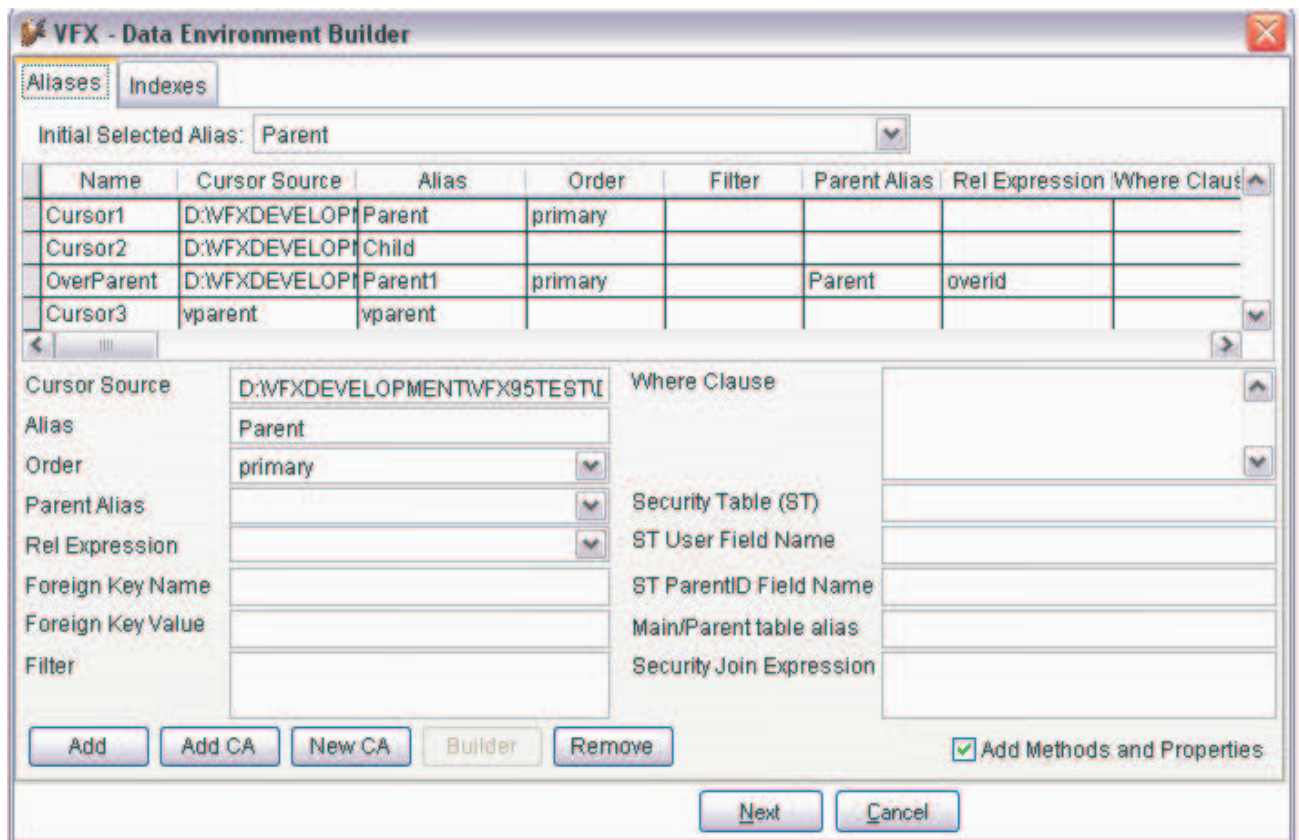 VFX - Data Environment Builder
Aliases Indexes
Initial Selected Alias: Parent
Name Cursor Source Alias Order Filter Parent Alias Rel Expression Where Claus
Cursor1 D:\VFXDEVELOPM Parent primary
Cursor2 D:\VFXDEVELOPM Child
OverParent D:\VFXDEVELOPM Parent1 primary Parent overid
Cursor3 vparent vparent
Cursor Source D:\VFXDEVELOPMENT\VFX95TEST\D
Where Clause
Alias Parent
Order primary
Parent Alias
Security Table (ST)
Rel Expression
ST User Field Name
Foreign Key Name
ST ParentID Field Name
Foreign Key Value
Main/Parent table alias
Filter
Security Join Expression
Add Add CA New CA Builder Remove
Add Methods and Properties
Next Cancel